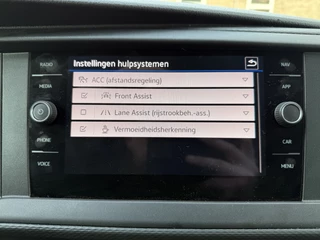 Instellingen hulpsystemen
RADIO
NAV
ACC (afstandsregeling)
MEDIA
APP
Front Assist
Lane Assist (rijstrookbeh.-ass.)
Vermoeidheidsherkenning
PHONE
CAR
VOICE
MENU